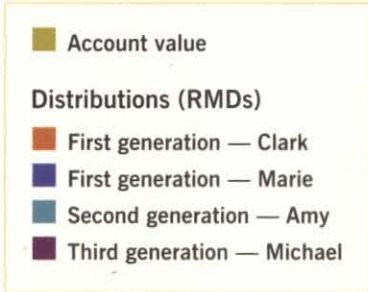 Account value
Distributions (RMDs)
First generation — Clark
First generation — Marie
Second generation — Amy
Third generation — Michael